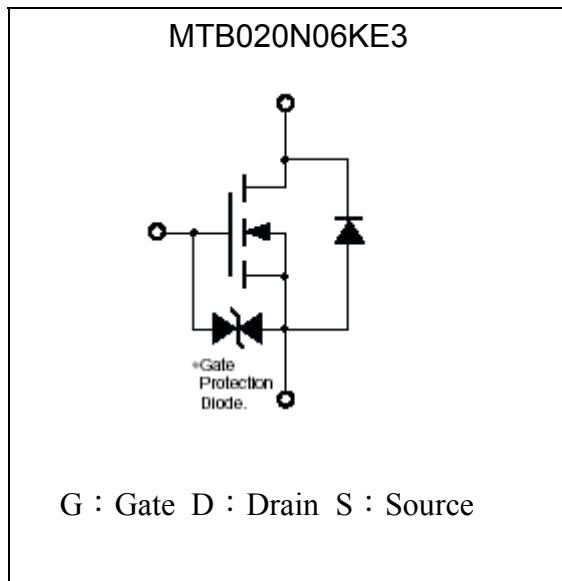 MTB020N06KE3
*Gate
Protection
Diode.
G：Gate D：Drain S：Source